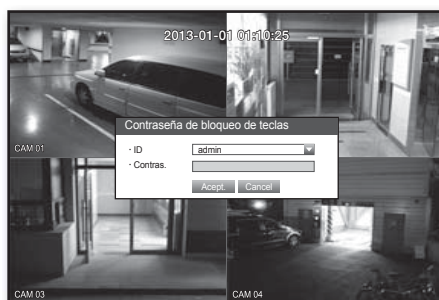 2013-01-01 01:10:25
Contraseña de bloqueo de teclas
· ID admin
· Contras.
Acept. Cancel
CAM 01
CAM 03 CAM 04